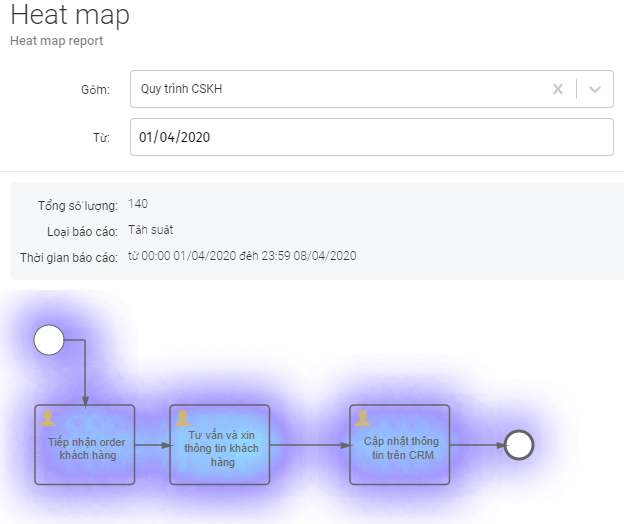 Heat map
Heat map report
Gồm:
Quy trình CSKH
Từ:
01/04/2020
Tổng số lượng: 140
Loại báo cáo: Tần suất
Thời gian báo cáo: từ 00:00 01/04/2020 đến 23:59 08/04/2020
Tiếp nhận order
khách hàng
Tư vấn và xin
thông tin khách
hàng
Cập nhật thông
tin trên CRM